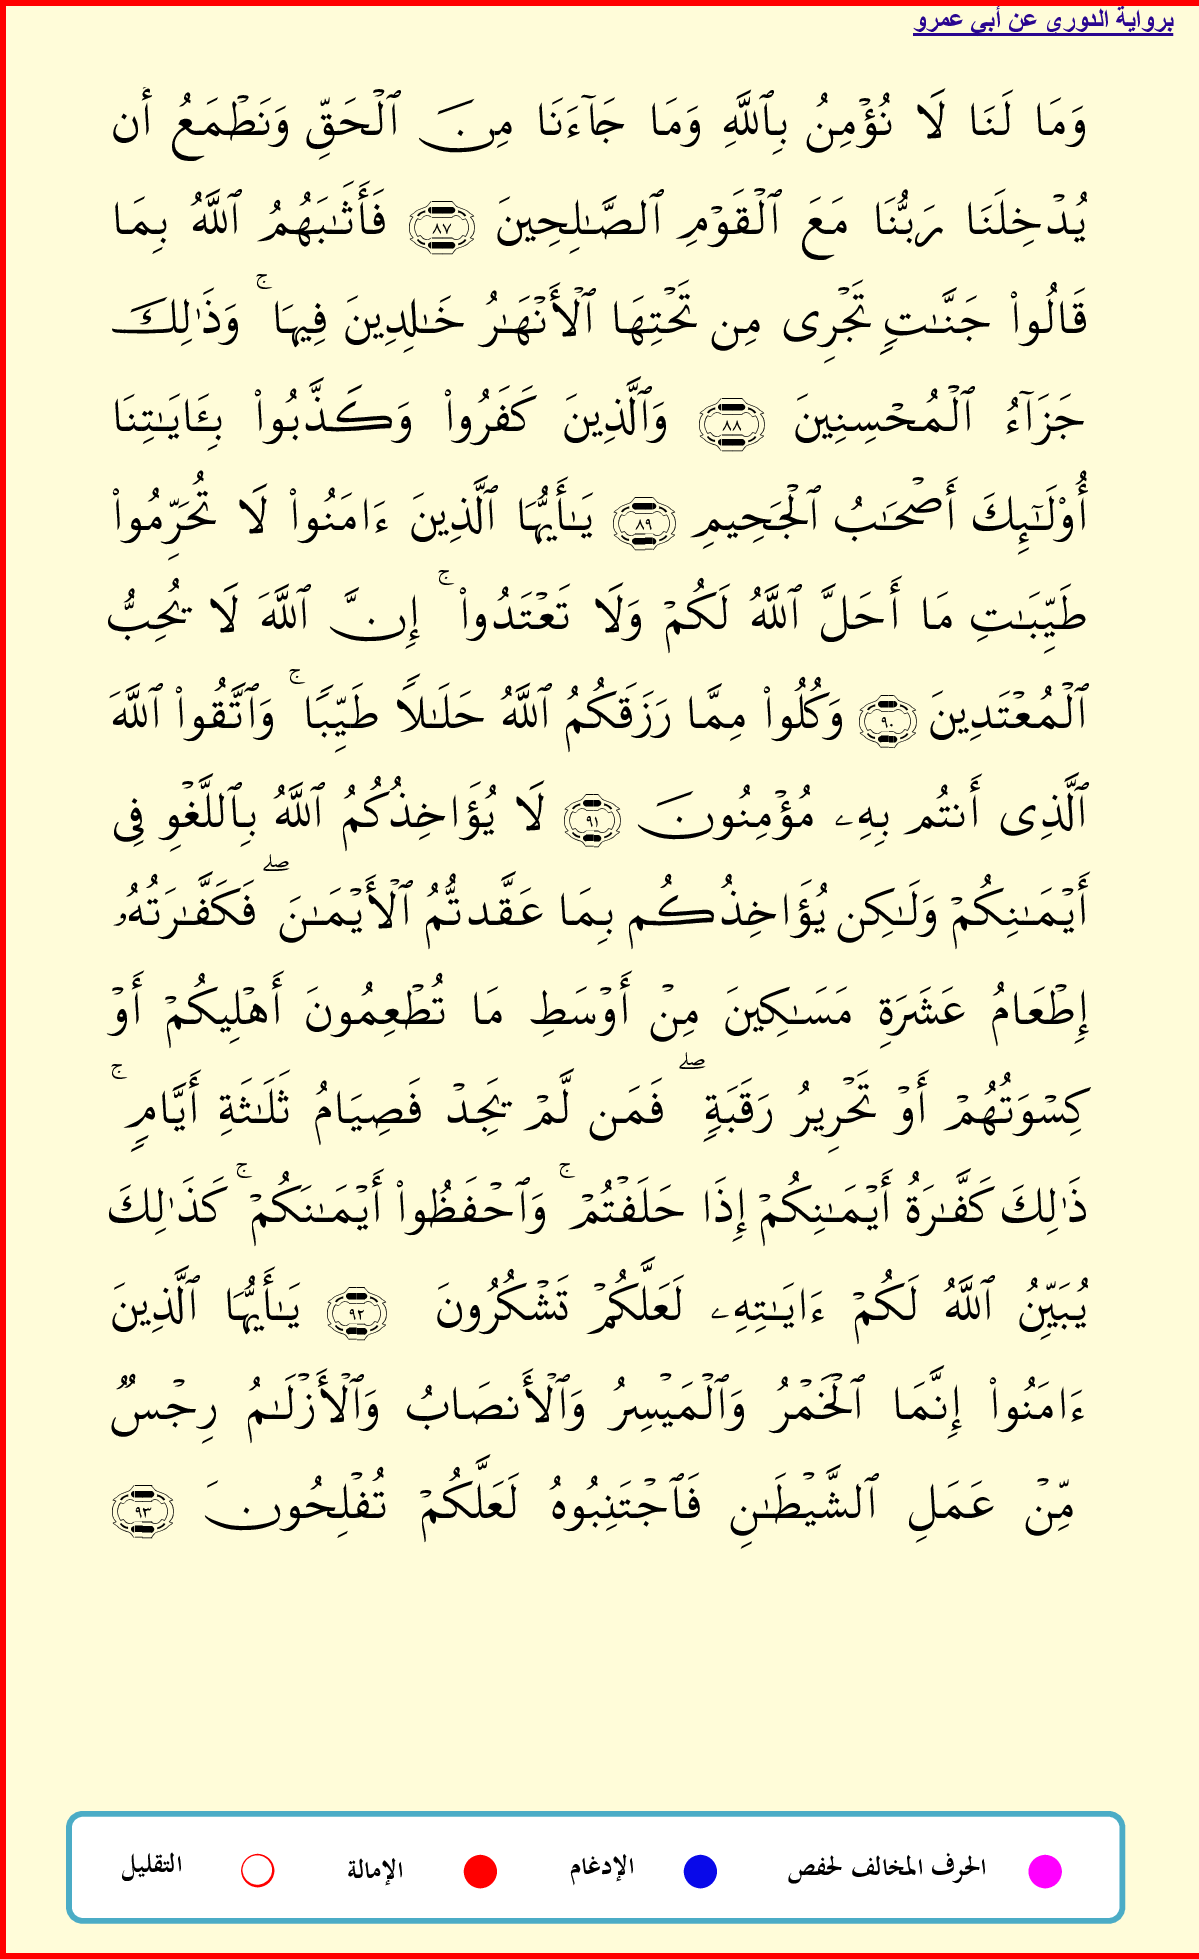 برواية الدوري عن أبي عمرو
وَمَا لَنَا لَا نُؤۡمِنُ بِٱللَّهِ وَمَا جَآءَنَا مِنَ ٱلۡحَقِّ وَنَطۡمَعُ أَن
يُدۡخِلَنَا رَبُّنَا مَعَ ٱلۡقَوۡمِ ٱلصَّـٰلِحِينَ ٨٧ فَأَثَـٰبَهُمُ ٱللَّهُ بِمَا
قَالُواْ جَنَّـٰتٍ تَجۡرِى مِن تَحۡتِهَا ٱلۡأَنۡهَـٰرُ خَـٰلِدِينَ فِيهَا ۚ وَذَٰلِكَ
جَزَآءُ ٱلۡمُحۡسِنِينَ ٨٨ وَٱلَّذِينَ كَفَرُواْ وَكَذَّبُواْ بِـَٔايَـٰتِنَا
أُوْلَـٰٓئِكَ أَصۡحَـٰبُ ٱلۡجَحِيمِ ٨٩ يَـٰٓأَيُّهَا ٱلَّذِينَ ءَامَنُواْ لَا تُحَرِّمُواْ
طَيِّبَـٰتِ مَا أَحَلَّ ٱللَّهُ لَكُمۡ وَلَا تَعۡتَدُواْ ۚ إِنَّ ٱللَّهَ لَا يُحِبُّ
ٱلۡمُعۡتَدِينَ ٩٠ وَكُلُواْ مِمَّا رَزَقَكُمُ ٱللَّهُ حَلَـٰلًا طَيِّبًا ۚ وَٱتَّقُواْ ٱللَّهَ
ٱلَّذِى أَنتُم بِهِۦ مُؤۡمِنُونَ ٩١ لَا يُؤَاخِذُكُمُ ٱللَّهُ بِٱللَّغۡوِ فِى
أَيۡمَـٰنِكُمۡ وَلَـٰكِن يُؤَاخِذُكُم بِمَا عَقَّدتُّمُ ٱلۡأَيۡمَـٰنَ ۖ فَكَفَّـٰرَتُهُۥ
إِطۡعَامُ عَشَرَةِ مَسَـٰكِينَ مِنۡ أَوۡسَطِ مَا تُطۡعِمُونَ أَهۡلِيكُمۡ أَوۡ
كِسۡوَتُهُمۡ أَوۡ تَحۡرِيرُ رَقَبَةٍ ۖ فَمَن لَّمۡ يَجِدۡ فَصِيَامُ ثَلَـٰثَةِ أَيَّامٍ ۚ
ذَٰلِكَ كَفَّـٰرَةُ أَيۡمَـٰنِكُمۡ إِذَا حَلَفۡتُمۡ ۚ وَٱحۡفَظُواْ أَيۡمَـٰنَكُمۡ ۚ كَذَٰلِكَ
يُبَيِّنُ ٱللَّهُ لَكُمۡ ءَايَـٰتِهِۦ لَعَلَّكُمۡ تَشۡكُرُونَ ٩٢ يَـٰٓأَيُّهَا ٱلَّذِينَ
ءَامَنُواْ إِنَّمَا ٱلۡخَمۡرُ وَٱلۡمَيۡسِرُ وَٱلۡأَنصَابُ وَٱلۡأَزۡلَـٰمُ رِجۡسٌ
مِّنۡ عَمَلِ ٱلشَّيۡطَـٰنِ فَٱجۡتَنِبُوهُ لَعَلَّكُمۡ تُفۡلِحُونَ ٩٣
الحرف المخالف لحفص الإدغام الإمالة التقليل